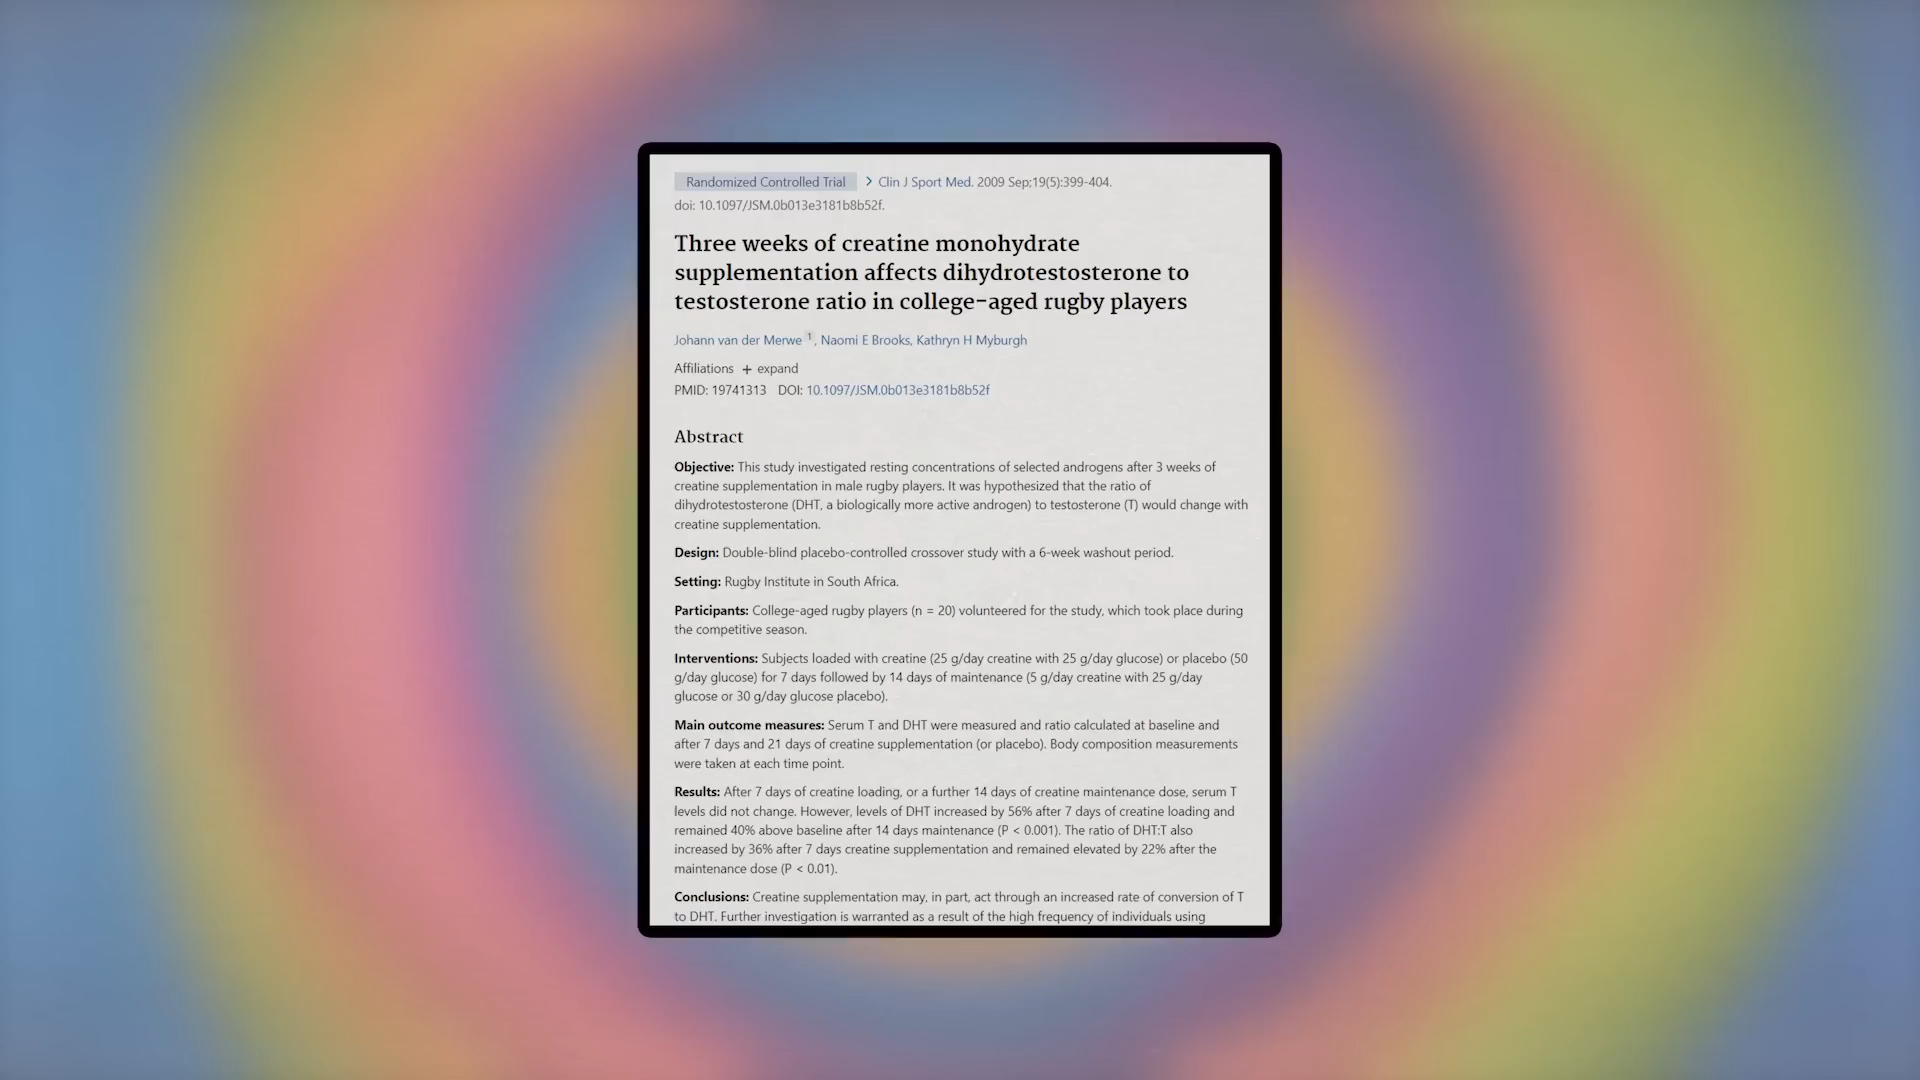 Randomized Controlled Trial > Clin J Sport Med. 2009 Sep;19(5):399-404.
doi: 10.1097/JSM.0b013e3181b8b52f.
Three weeks of creatine monohydrate
supplementation affects dihydrotestosterone to
testosterone ratio in college-aged rugby players
Johann van der Merwe 1, Naomi E Brooks, Kathryn H Myburgh
Affiliations + expand
PMID: 19741313 DOI: 10.1097/JSM.0b013e3181b8b52f
Abstract
Objective: This study investigated resting concentrations of selected androgens after 3 weeks of
creatine supplementation in male rugby players. It was hypothesized that the ratio of
dihydrotestosterone (DHT, a biologically more active androgen) to testosterone (T) would change with
creatine supplementation.
Design: Double-blind placebo-controlled crossover study with a 6-week washout period.
Setting: Rugby Institute in South Africa.
Participants: College-aged rugby players (n = 20) volunteered for the study, which took place during
the competitive season.
Interventions: Subjects loaded with creatine (25 g/day creatine with 25 g/day glucose) or placebo (50
g/day glucose) for 7 days followed by 14 days of maintenance (5 g/day creatine with 25 g/day
glucose or 30 g/day glucose placebo).
Main outcome measures: Serum T and DHT were measured and ratio calculated at baseline and
after 7 days and 21 days of creatine supplementation (or placebo). Body composition measurements
were taken at each time point.
Results: After 7 days of creatine loading, or a further 14 days of creatine maintenance dose, serum T
levels did not change. However, levels of DHT increased by 56% after 7 days of creatine loading and
remained 40% above baseline after 14 days maintenance (P < 0.001). The ratio of DHT:T also
increased by 36% after 7 days creatine supplementation and remained elevated by 22% after the
maintenance dose (P < 0.01).
Conclusions: Creatine supplementation may, in part, act through an increased rate of conversion of T
to DHT. Further investigation is warranted as a result of the high frequency of individuals using